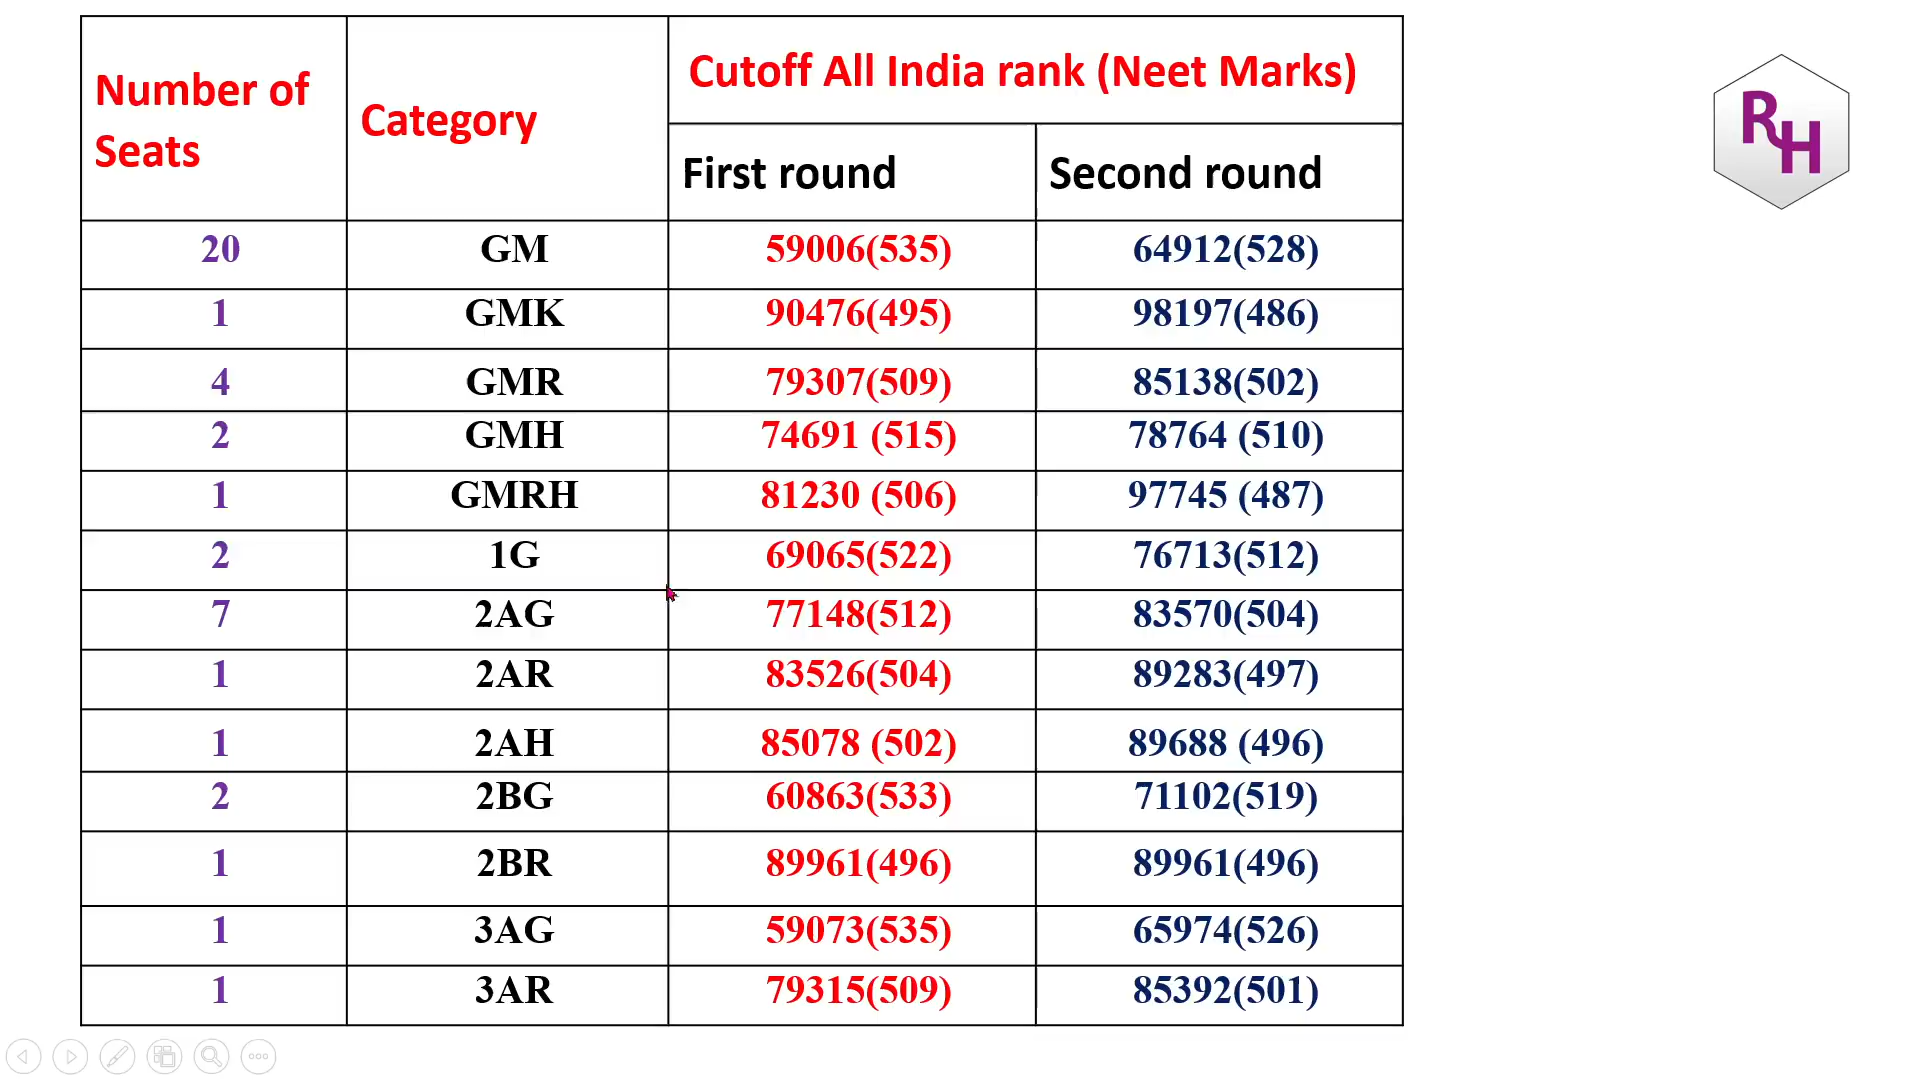 Number of Seats Category Cutoff All India rank (Neet Marks)
First round Second round
20 GM 59006(535) 64912(528)
1 GMK 90476(495) 98197(486)
4 GMR 79307(509) 85138(502)
2 GMH 74691 (515) 78764 (510)
1 GMRH 81230 (506) 97745 (487)
2 1G 69065(522) 76713(512)
7 2AG 77148(512) 83570(504)
1 2AR 83526(504) 89283(497)
1 2AH 85078 (502) 89688 (496)
2 2BG 60863(533) 71102(519)
1 2BR 89961(496) 89961(496)
1 3AG 59073(535) 65974(526)
1 3AR 79315(509) 85392(501)
RH